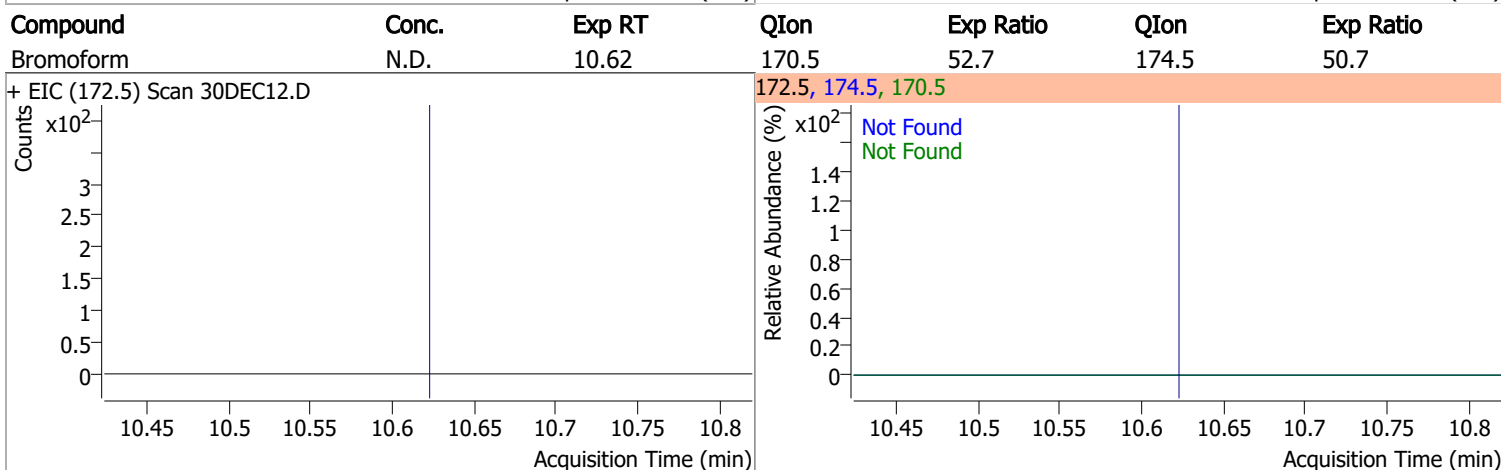 Compound Conc. Exp RT QIon Exp Ratio QIon Exp Ratio
Bromoform N.D. 10.62 170.5 52.7 174.5 50.7
+ EIC (172.5) Scan 30DEC12.D
Counts
x10²
3
2.5
2
1.5
1
0.5
0
10.45 10.5 10.55 10.6 10.65 10.7 10.75 10.8
Acquisition Time (min)
172.5, 174.5, 170.5
Relative Abundance (%)
x10²
Not Found
Not Found
1.4
1.2
1
0.8
0.6
0.4
0.2
0
10.45 10.5 10.55 10.6 10.65 10.7 10.75 10.8
Acquisition Time (min)